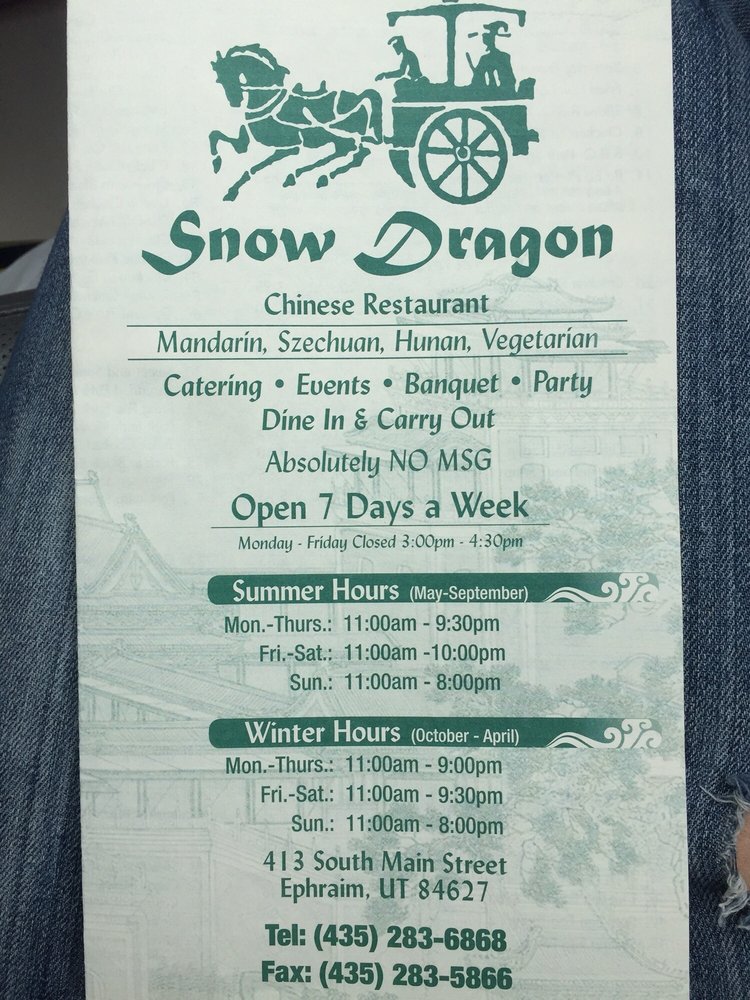 Snow Dragon
Chinese Restaurant
Mandarin, Szechuan, Hunan, Vegetarian
Catering • Events • Banquet • Party
Dine In & Carry Out
Absolutely NO MSG
Open 7 Days a Week
Monday - Friday Closed 3:00pm - 4:30pm
Summer Hours (May-September)
Mon.-Thurs.: 11:00am - 9:30pm
Fri.-Sat.: 11:00am -10:00pm
Sun.: 11:00am - 8:00pm
Winter Hours (October - April)
Mon.-Thurs.: 11:00am - 9:00pm
Fri.-Sat.: 11:00am - 9:30pm
Sun.: 11:00am - 8:00pm
413 South Main Street
Ephraim, UT 84627
Tel: (435) 283-6868
Fax: (435) 283-5866